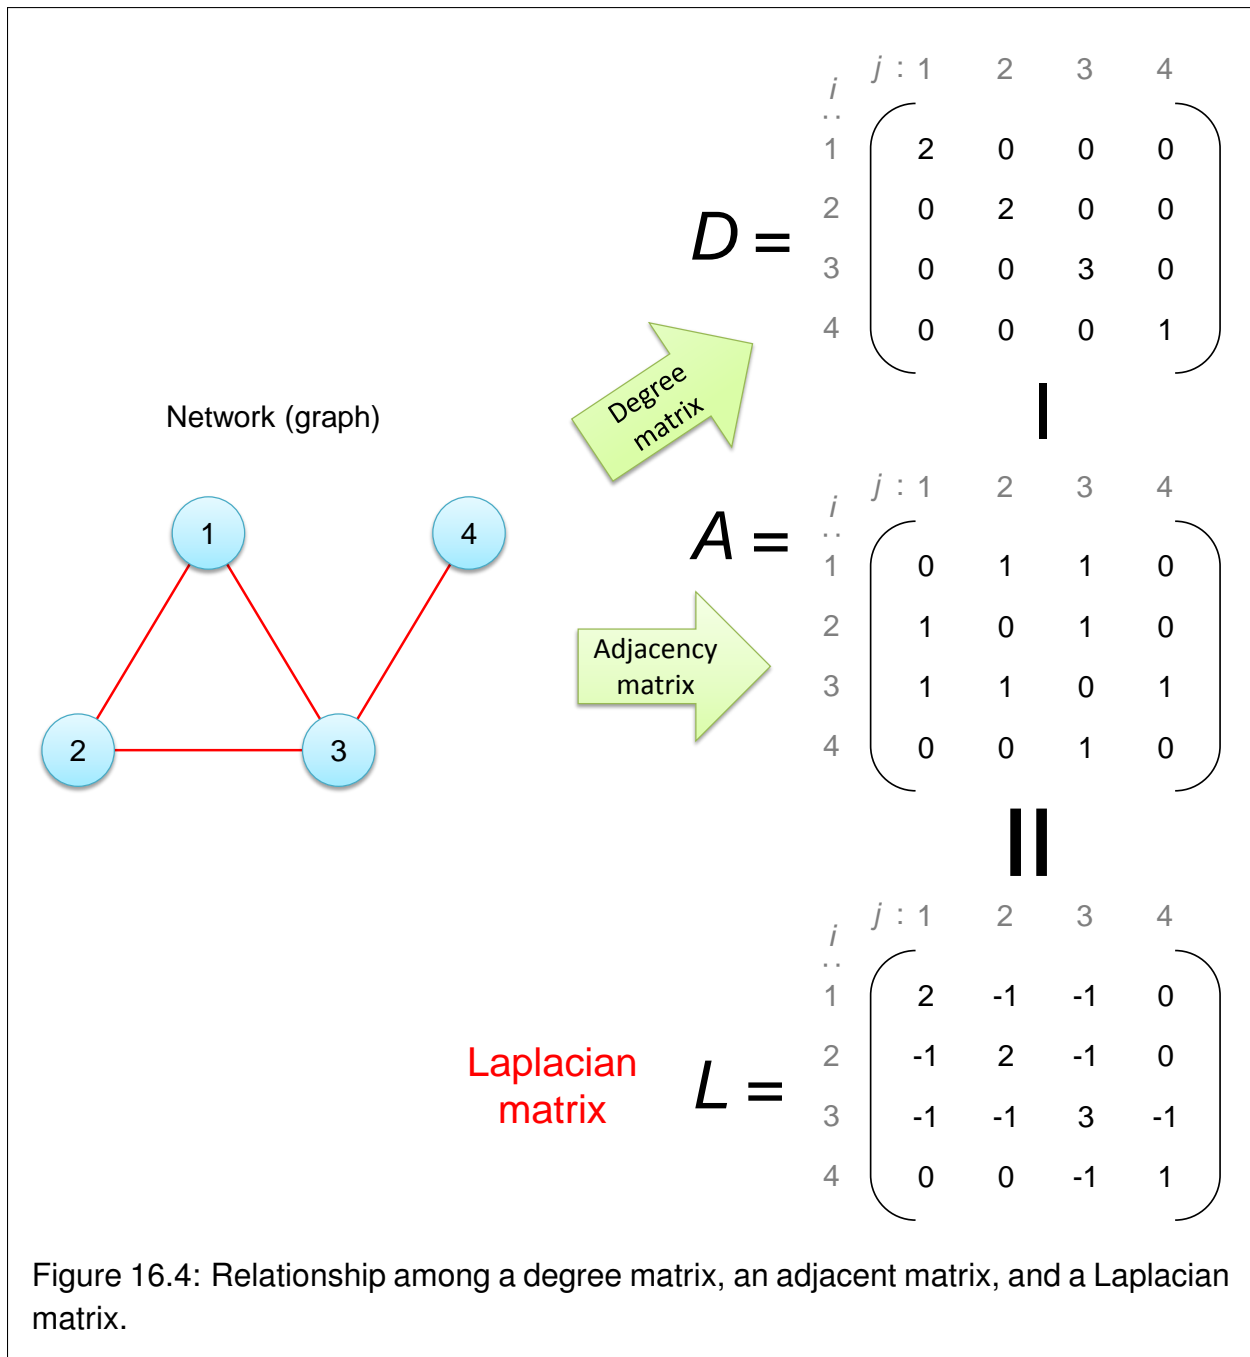 j : 1 2 3 4
i
:
1 2 0 0 0
2 0 2 0 0
D =
3 0 0 3 0
4 0 0 0 1
Degree
matrix
−
Network (graph)
1
4
2
3
j : 1 2 3 4
i
:
A =
1 0 1 1 0
2 1 0 1 0
3 1 1 0 1
4 0 0 1 0
Adjacency
matrix
=
j : 1 2 3 4
i
:
1 2 -1 -1 0
2 -1 2 -1 0
3 -1 -1 3 -1
4 0 0 -1 1
Laplacian
matrix
L =
Figure 16.4: Relationship among a degree matrix, an adjacent matrix, and a Laplacian
matrix.